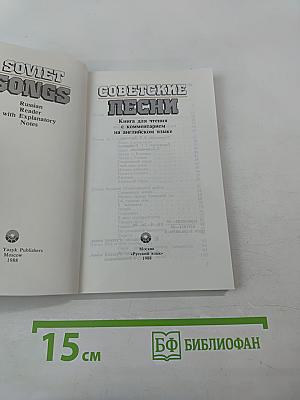 SOVIET
SONGS
Russian
Reader
with Explanatory
Notes
Yazyk Publishers
Moscow
1988
СОВЕТСКИЕ
ПЕСНИ
Книга для чтения
с комментарием
на английском языке
Москва
«Русский язык»
1988
15 см
БФ БИБЛИОФАН